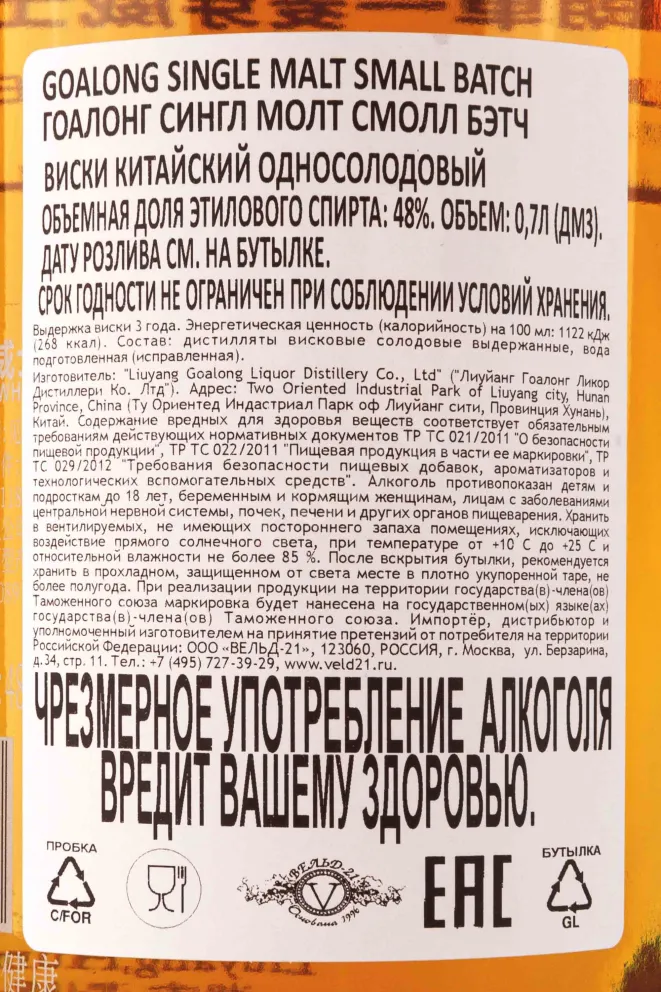 GOALONG SINGLE MALT SMALL BATCH
ГОАЛОНГ СИНГЛ МОЛТ СМОЛЛ БЭТЧ
ВИСКИ КИТАЙСКИЙ ОДНОСОЛОДОВЫЙ
ОБЪЕМНАЯ ДОЛЯ ЭТИЛОВОГО СПИРТА: 48%. ОБЪЕМ: 0,7Л (ДМ3).
ДАТУ РОЗЛИВА СМ. НА БУТЫЛКЕ.
СРОК ГОДНОСТИ НЕ ОГРАНИЧЕН ПРИ СОБЛЮДЕНИИ УСЛОВИЙ ХРАНЕНИЯ.
Выдержка виски 3 года. Энергетическая ценность (калорийность) на 100 мл: 1122 кДж
(268 ккал). Состав: дистилляты висковые солодовые выдержанные, вода
подготовленная (исправленная).
Изготовитель: "Liuyang Goalong Liquor Distillery Co., Ltd" ("Лиуйанг Гоалонг Ликор
Дистиллери Ко. Лтд"). Адрес: Two Oriented Industrial Park of Liuyang city, Hunan
Province, China (Ту Ориентед Индастриал Парк оф Лиуйанг сити, Провинция Хунань),
Китай. Содержание вредных для здоровья веществ соответствует обязательным
требованиям действующих нормативных документов ТР ТС 021/2011 "О безопасности
пищевой продукции", ТР ТС 022/2011 "Пищевая продукция в части ее маркировки", ТР
ТС 029/2012 "Требования безопасности пищевых добавок, ароматизаторов и
технологических вспомогательных средств". Алкоголь противопоказан детям и
подросткам до 18 лет, беременным и кормящим женщинам, лицам с заболеваниями
центральной нервной системы, почек, печени и других органов пищеварения. Хранить
в вентилируемых, не имеющих постороннего запаха помещениях, исключающих
воздействие прямого солнечного света, при температуре от +10 С до +25 С и
относительной влажности не более 85 %. После вскрытия бутылки, рекомендуется
хранить в прохладном, защищенном от света месте в плотно укупоренной таре, не
более полугода. При реализации продукции на территории государства(в)-члена(ов)
Таможенного союза маркировка будет нанесена на государственном(ых) языке(ах)
государства(в)-члена(ов) Таможенного союза. Импортёр, дистрибьютор и
уполномоченный изготовителем на принятие претензий от потребителя на территории
Российской Федерации: ООО «ВЕЛЬД-21», 123060, РОССИЯ, г. Москва, ул. Берзарина,
д. 34, стр. 11. Тел.: +7 (495) 727-39-29, www.veld21.ru.
ЧРЕЗМЕРНОЕ УПОТРЕБЛЕНИЕ АЛКОГОЛЯ
ВРЕДИТ ВАШЕМУ ЗДОРОВЬЮ.
ПРОБКА
C/FOR
ВЕЛЬД-21
V
Основана 1996
EAC
БУТЫЛКА
GL
健康